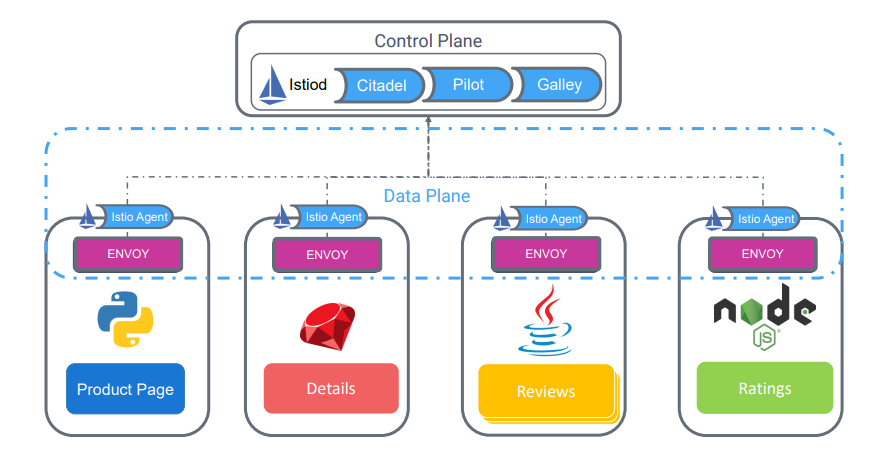 Control Plane
Istiod Citadel Pilot Galley
Data Plane
Istio Agent Istio Agent Istio Agent Istio Agent
ENVOY ENVOY ENVOY ENVOY
node
JS
Product Page Details Reviews Ratings